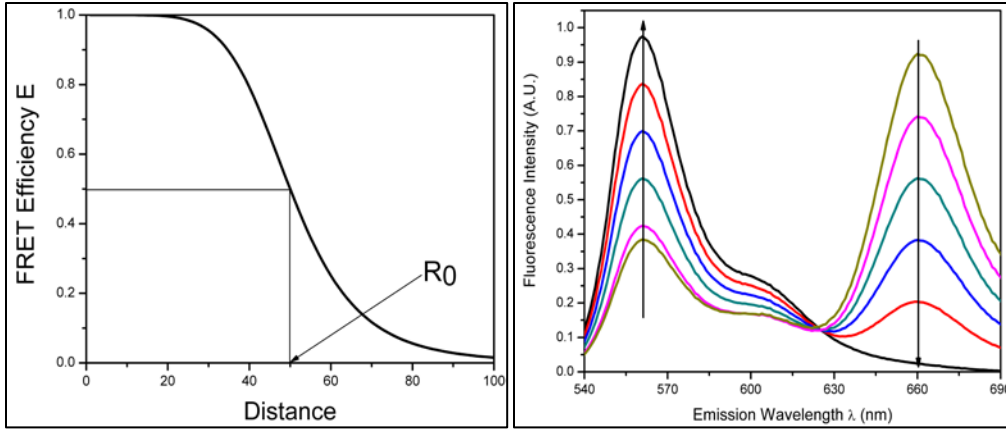 FRET Efficiency E
1.0
0.8
0.6
0.4
0.2
0.0
R0
0 20 40 60 80 100
Distance
Fluorescence Intensity (A.U.)
1.0
0.9
0.8
0.7
0.6
0.5
0.4
0.3
0.2
0.1
0.0
540 570 600 630 660 690
Emission Wavelength λ (nm)